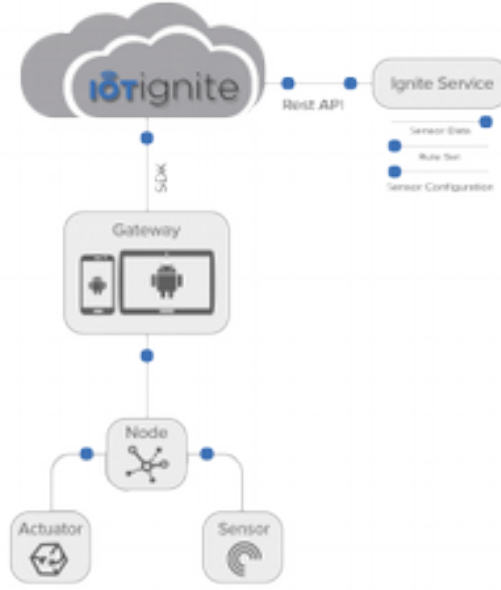 IOTignite
Rest API
Ignite Service
Sensor Data
Rule Set
Sensor Configuration
SDK
Gateway
Node
Actuator
Sensor